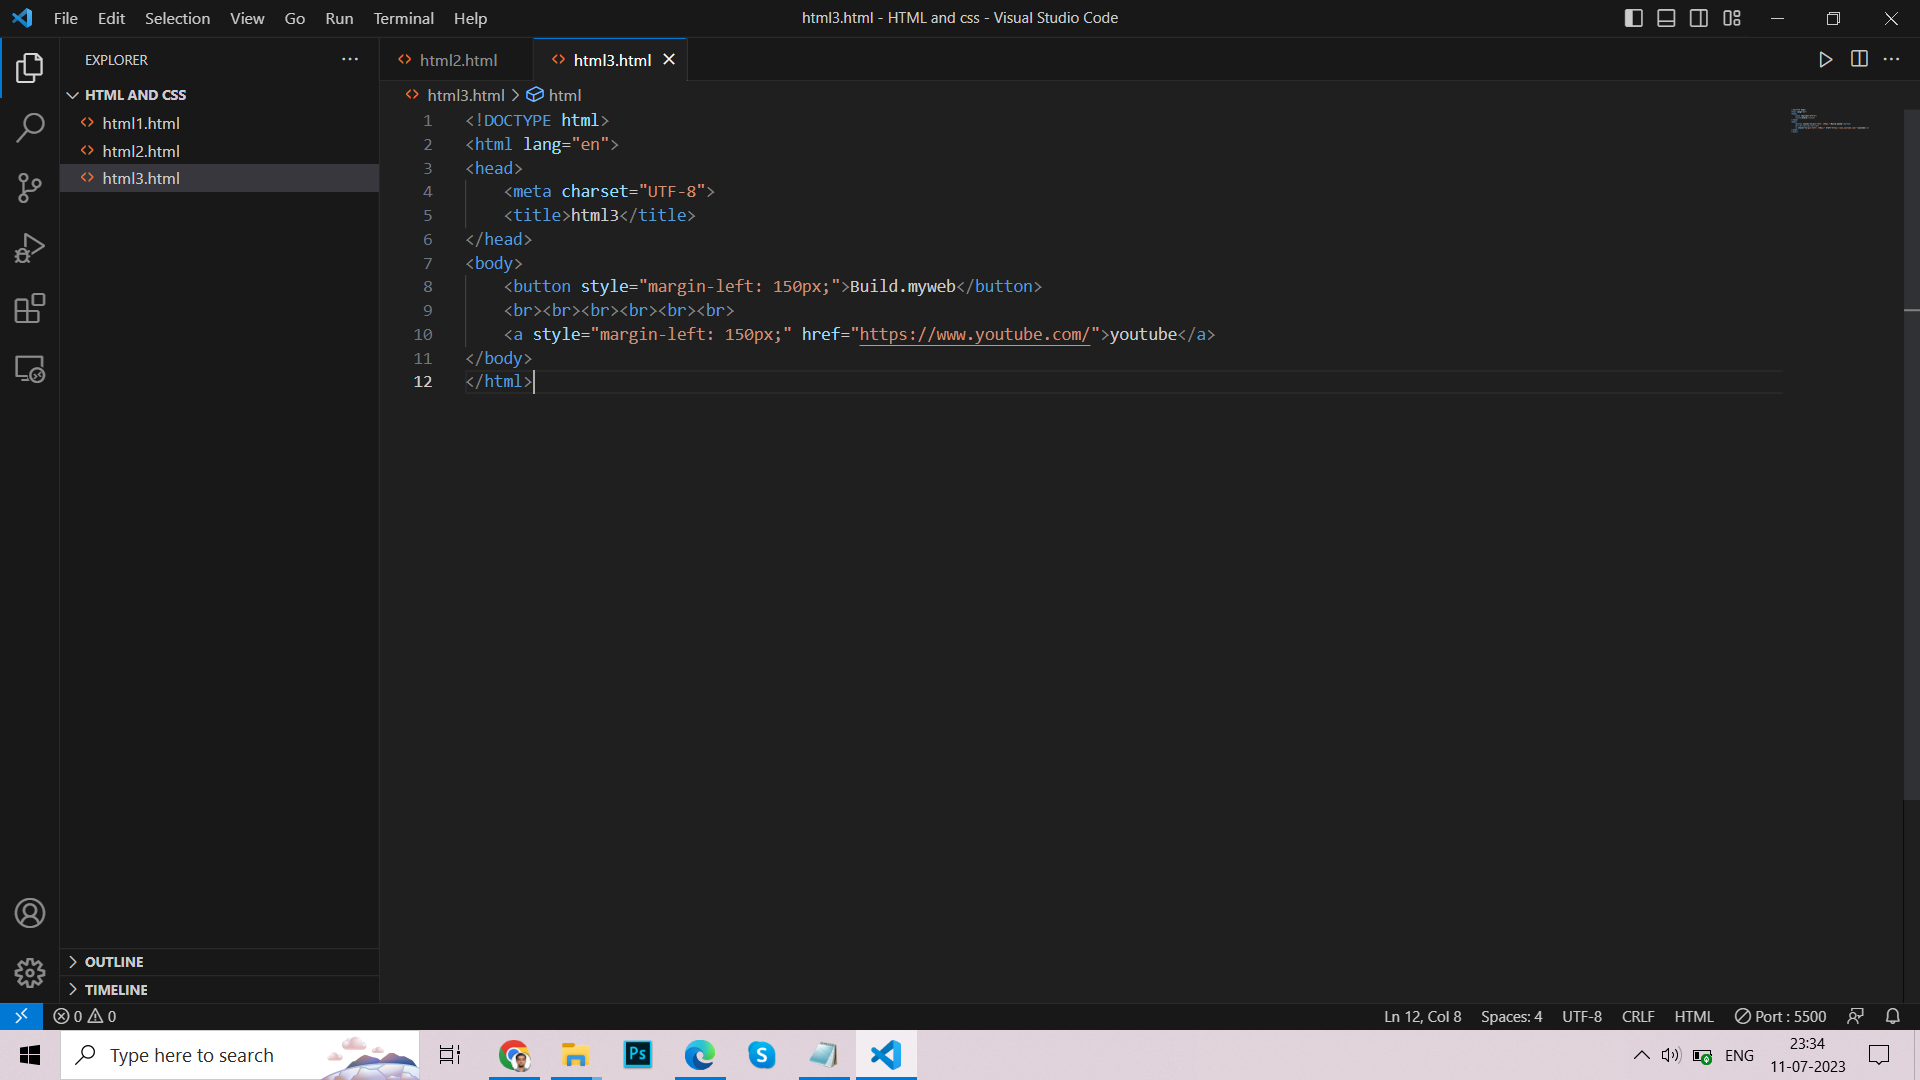 File Edit Selection View Go Run Terminal Help
html3.html - HTML and css - Visual Studio Code
EXPLORER
HTML AND CSS
html1.html
html2.html
html3.html
OUTLINE
TIMELINE
html2.html
html3.html
html3.html > html
1 <!DOCTYPE html>
2 <html lang="en">
3 <head>
4     <meta charset="UTF-8">
5     <title>html3</title>
6 </head>
7 <body>
8     <button style="margin-left: 150px;">Build.myweb</button>
9     <br><br><br><br><br><br>
10     <a style="margin-left: 150px;" href="https://www.youtube.com/">youtube</a>
11 </body>
12 </html>
0 0
Ln 12, Col 8 Spaces: 4 UTF-8 CRLF HTML Port : 5500
Type here to search
Ps
S
ENG
23:34
11-07-2023